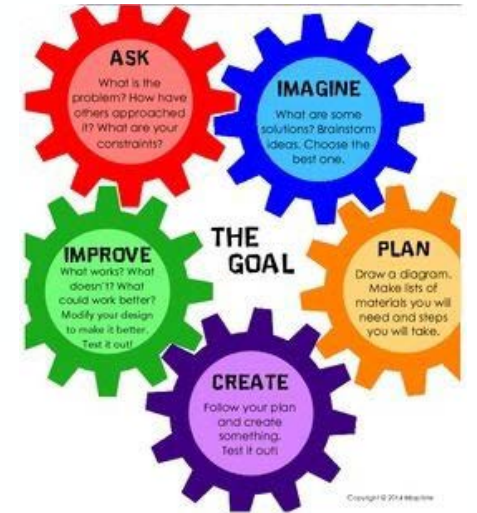 ASK
What is the
problem? How have
others approached
it? What are your
constraints?
IMAGINE
What are some
solutions? Brainstorm
ideas. Choose the
best one.
THE
GOAL
PLAN
Draw a diagram.
Make lists of
materials you will
need and steps
you will take.
CREATE
Follow your plan
and create
something.
Test it out!
IMPROVE
What works? What
doesn't? What
could work better?
Modify your design
to make it better.
Test it out!
Copyright © 2014